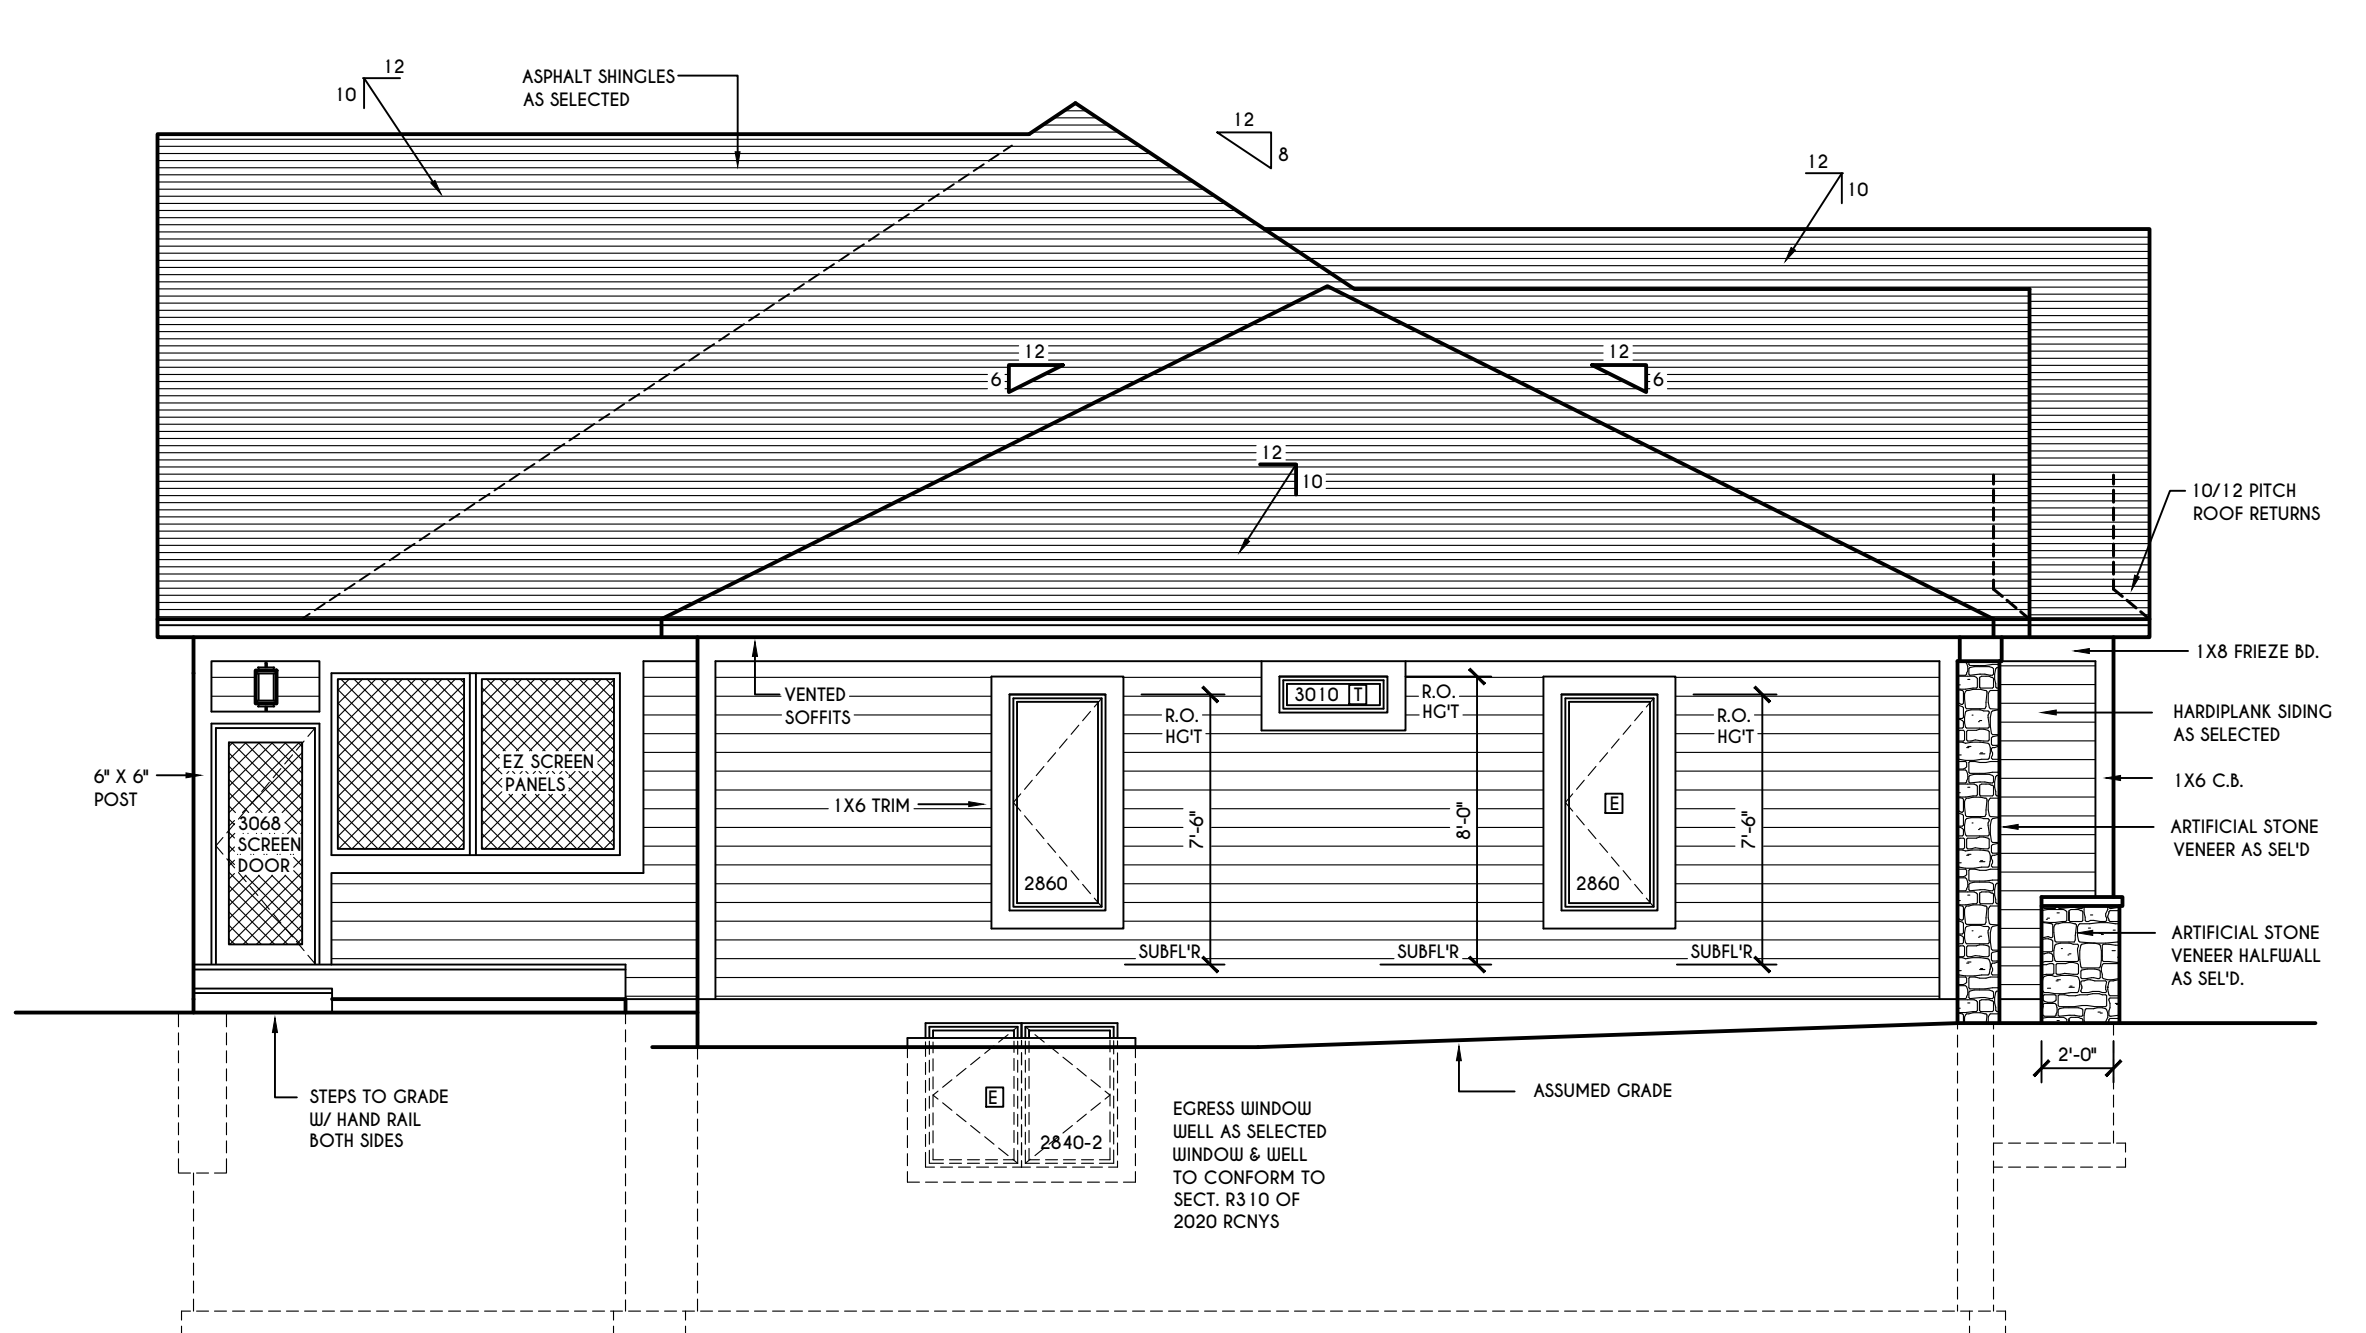 12
10
ASPHALT SHINGLES
AS SELECTED
12
8
12
10
12
6
12
6
12
10
10/12 PITCH
ROOF RETURNS
1X8 FRIEZE BD.
VENTED
SOFFITS
3010 T
R.O.
HG'T
R.O.
HG'T
R.O.
HG'T
HARDIPLANK SIDING
AS SELECTED
EZ SCREEN
PANELS
6" X 6"
POST
1X6 C.B.
1X6 TRIM
E
7'-6"
8'-0"
7'-6"
3068
SCREEN
DOOR
ARTIFICIAL STONE
VENEER AS SEL'D
2860
2860
SUBFL'R
SUBFL'R
SUBFL'R
ARTIFICIAL STONE
VENEER HALFWALL
AS SEL'D.
2'-0"
STEPS TO GRADE
W/ HAND RAIL
BOTH SIDES
E
2840-2
ASSUMED GRADE
EGRESS WINDOW
WELL AS SELECTED
WINDOW & WELL
TO CONFORM TO
SECT. R310 OF
2020 RCNYS